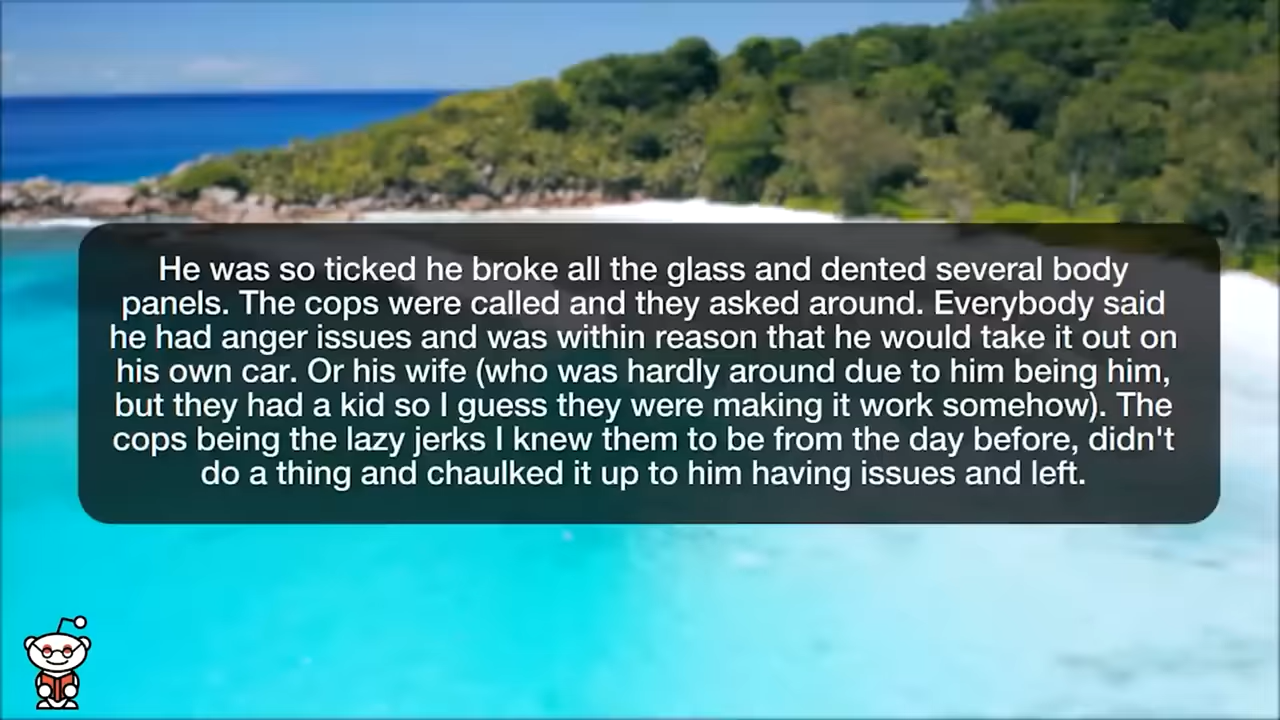 He was so ticked he broke all the glass and dented several body
panels. The cops were called and they asked around. Everybody said
he had anger issues and was within reason that he would take it out on
his own car. Or his wife (who was hardly around due to him being him,
but they had a kid so I guess they were making it work somehow). The
cops being the lazy jerks I knew them to be from the day before, didn't
do a thing and chaulked it up to him having issues and left.